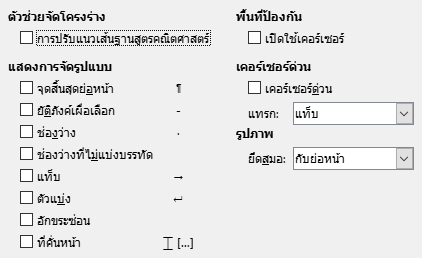 ตัวช่วยจัดโครงร่าง
การปรับแนวเส้นฐานสูตรคณิตศาสตร์
แสดงการจัดรูปแบบ
จุดสิ้นสุดย่อหน้า ¶
ยัติภังค์เผื่อเลือก -
ช่องว่าง ·
ช่องว่างที่ไม่แบ่งบรรทัด
แท็บ →
ตัวแบ่ง ↵
อักขระซ่อน
ที่คั่นหน้า ⌶ [...]
พื้นที่ป้องกัน
เปิดใช้เคอร์เซอร์
เคอร์เซอร์ด่วน
เคอร์เซอร์ด่วน
แทรก: แท็บ
รูปภาพ
ยึดสมอ: กับย่อหน้า